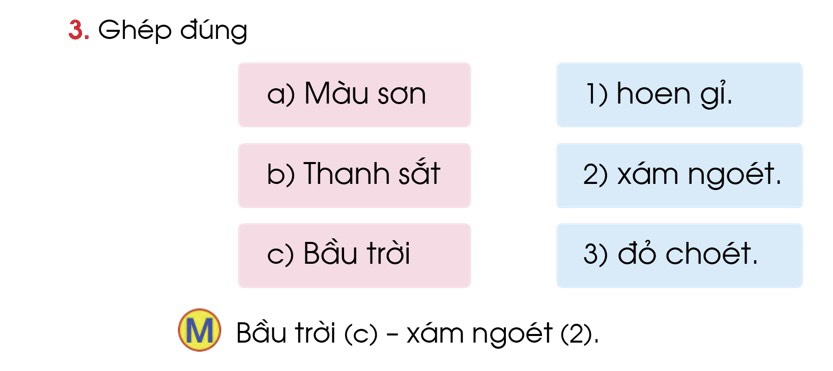 3. Ghép đúng
a) Màu sơn
1) hoen gỉ.
b) Thanh sắt
2) xám ngoét.
c) Bầu trời
3) đỏ choét.
M Bầu trời (c) – xám ngoét (2).